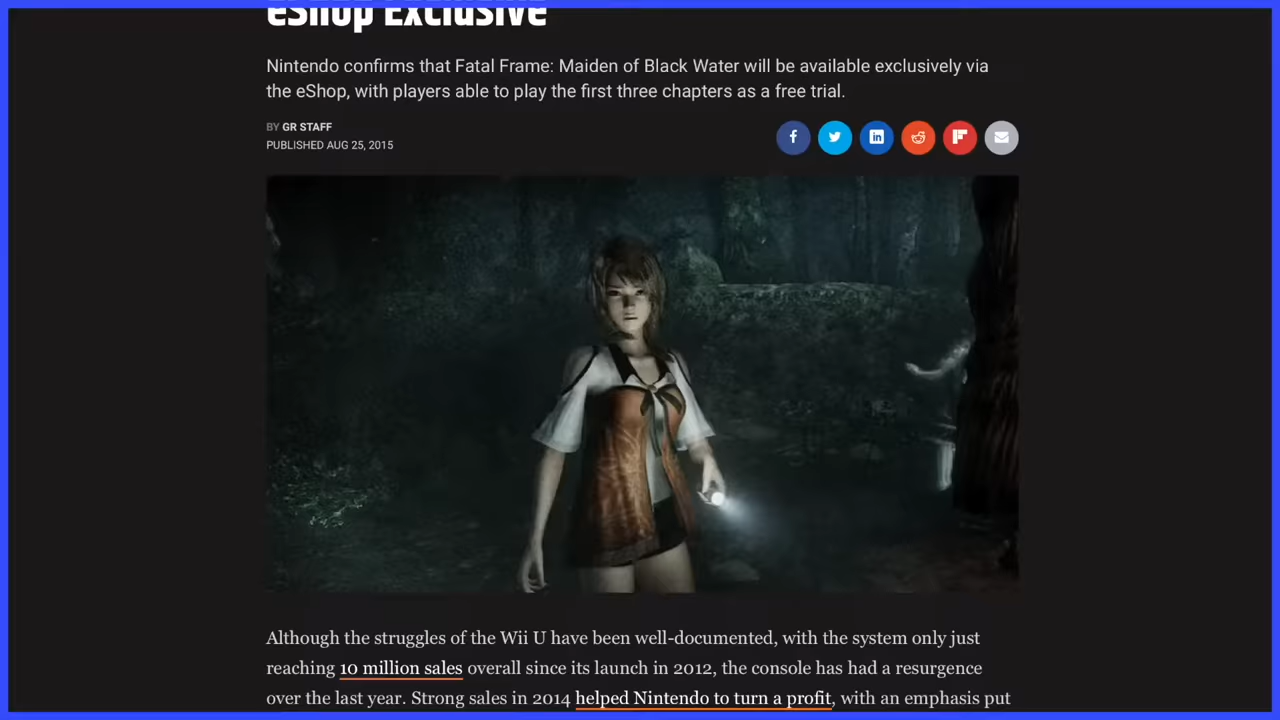 eShop Exclusive
Nintendo confirms that Fatal Frame: Maiden of Black Water will be available exclusively via
the eShop, with players able to play the first three chapters as a free trial.
BY GR STAFF
PUBLISHED AUG 25, 2015
Although the struggles of the Wii U have been well-documented, with the system only just
reaching 10 million sales overall since its launch in 2012, the console has had a resurgence
over the last year. Strong sales in 2014 helped Nintendo to turn a profit, with an emphasis put